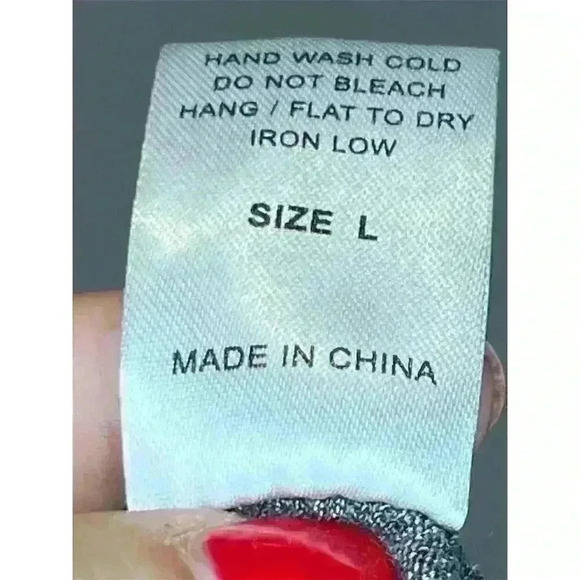 HAND WASH COLD
DO NOT BLEACH
HANG / FLAT TO DRY
IRON LOW
SIZE L
MADE IN CHINA